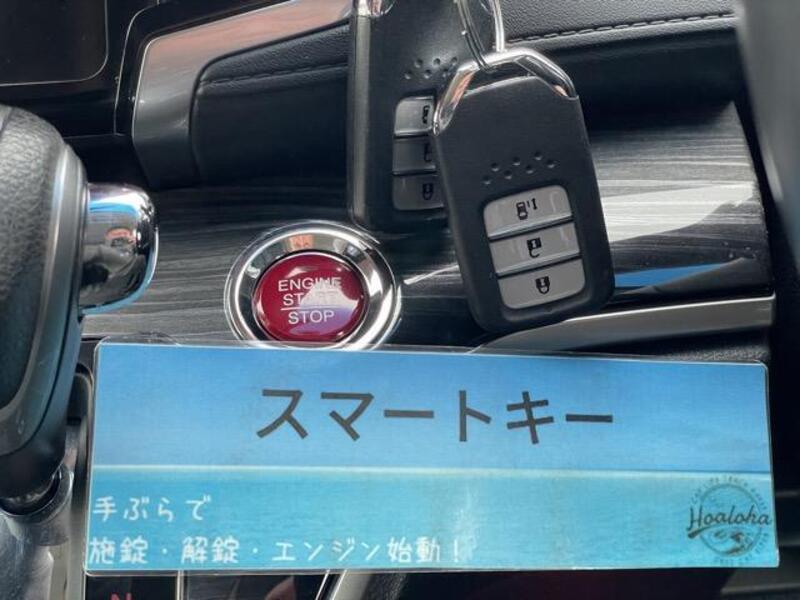 ENGINE
START
STOP
スマートキー
手ぶらで
施錠・解錠・エンジン始動！
Hoaloha
N